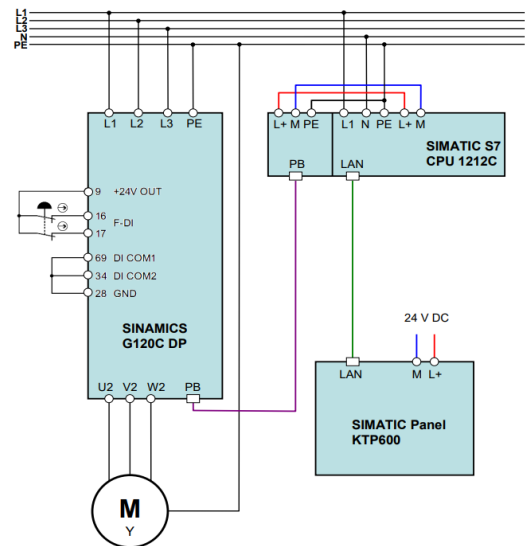 L1
L2
L3
N
PE
L1 L2 L3 PE
L+ M PE L1 N PE L+ M
SIMATIC S7
CPU 1212C
PB LAN
9 +24V OUT
16
F-DI
17
69 DI COM1
34 DI COM2
28 GND
SINAMICS
G120C DP
U2 V2 W2 PB
24 V DC
LAN M L+
SIMATIC Panel
KTP600
M
Y